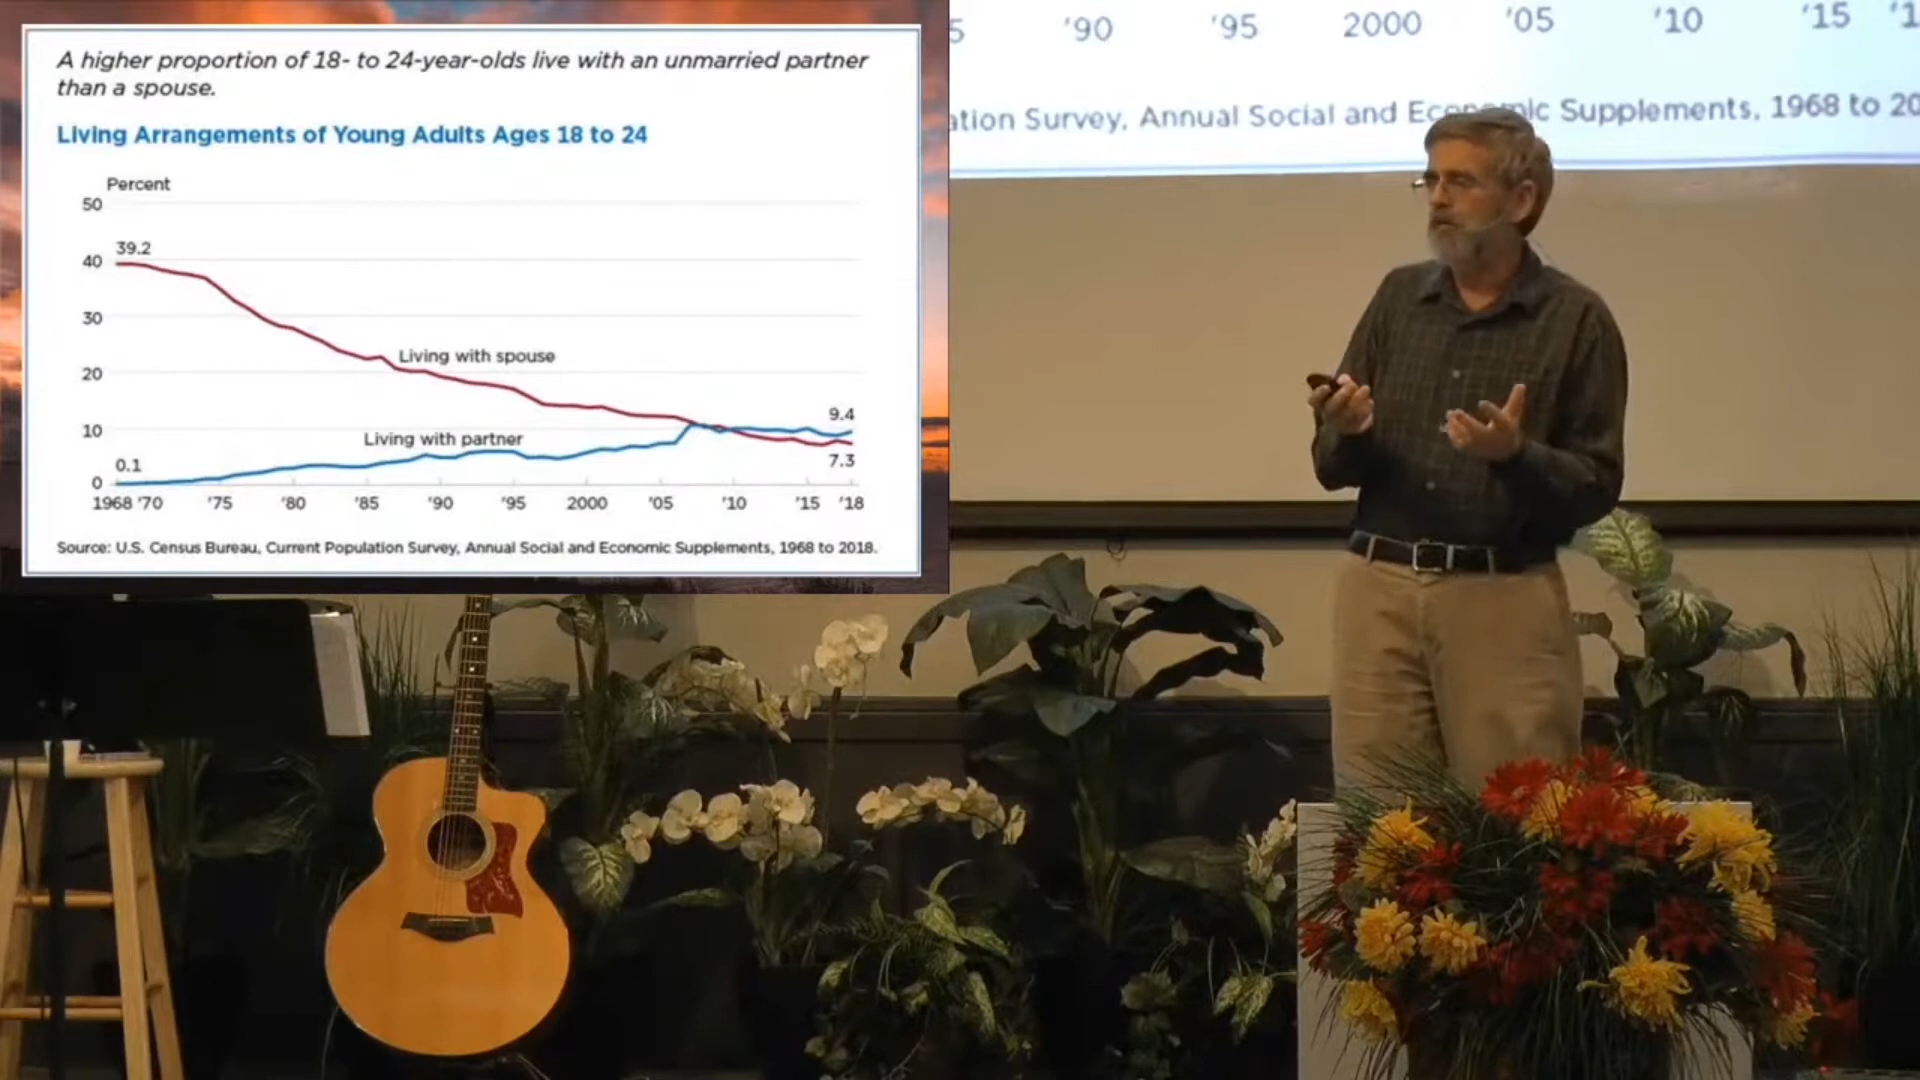 A higher proportion of 18- to 24-year-olds live with an unmarried partner
than a spouse.
Living Arrangements of Young Adults Ages 18 to 24
Percent
50
39.2
40
30
Living with spouse
20
9.4
10
Living with partner
0.1
7.3
0
1968 '70 '75 '80 '85 '90 '95 2000 '05 '10 '15 '18
Source: U.S. Census Bureau, Current Population Survey, Annual Social and Economic Supplements, 1968 to 2018.
5 '90 '95 2000 '05 '10 '15 '1
ation Survey, Annual Social and Economic Supplements, 1968 to 20